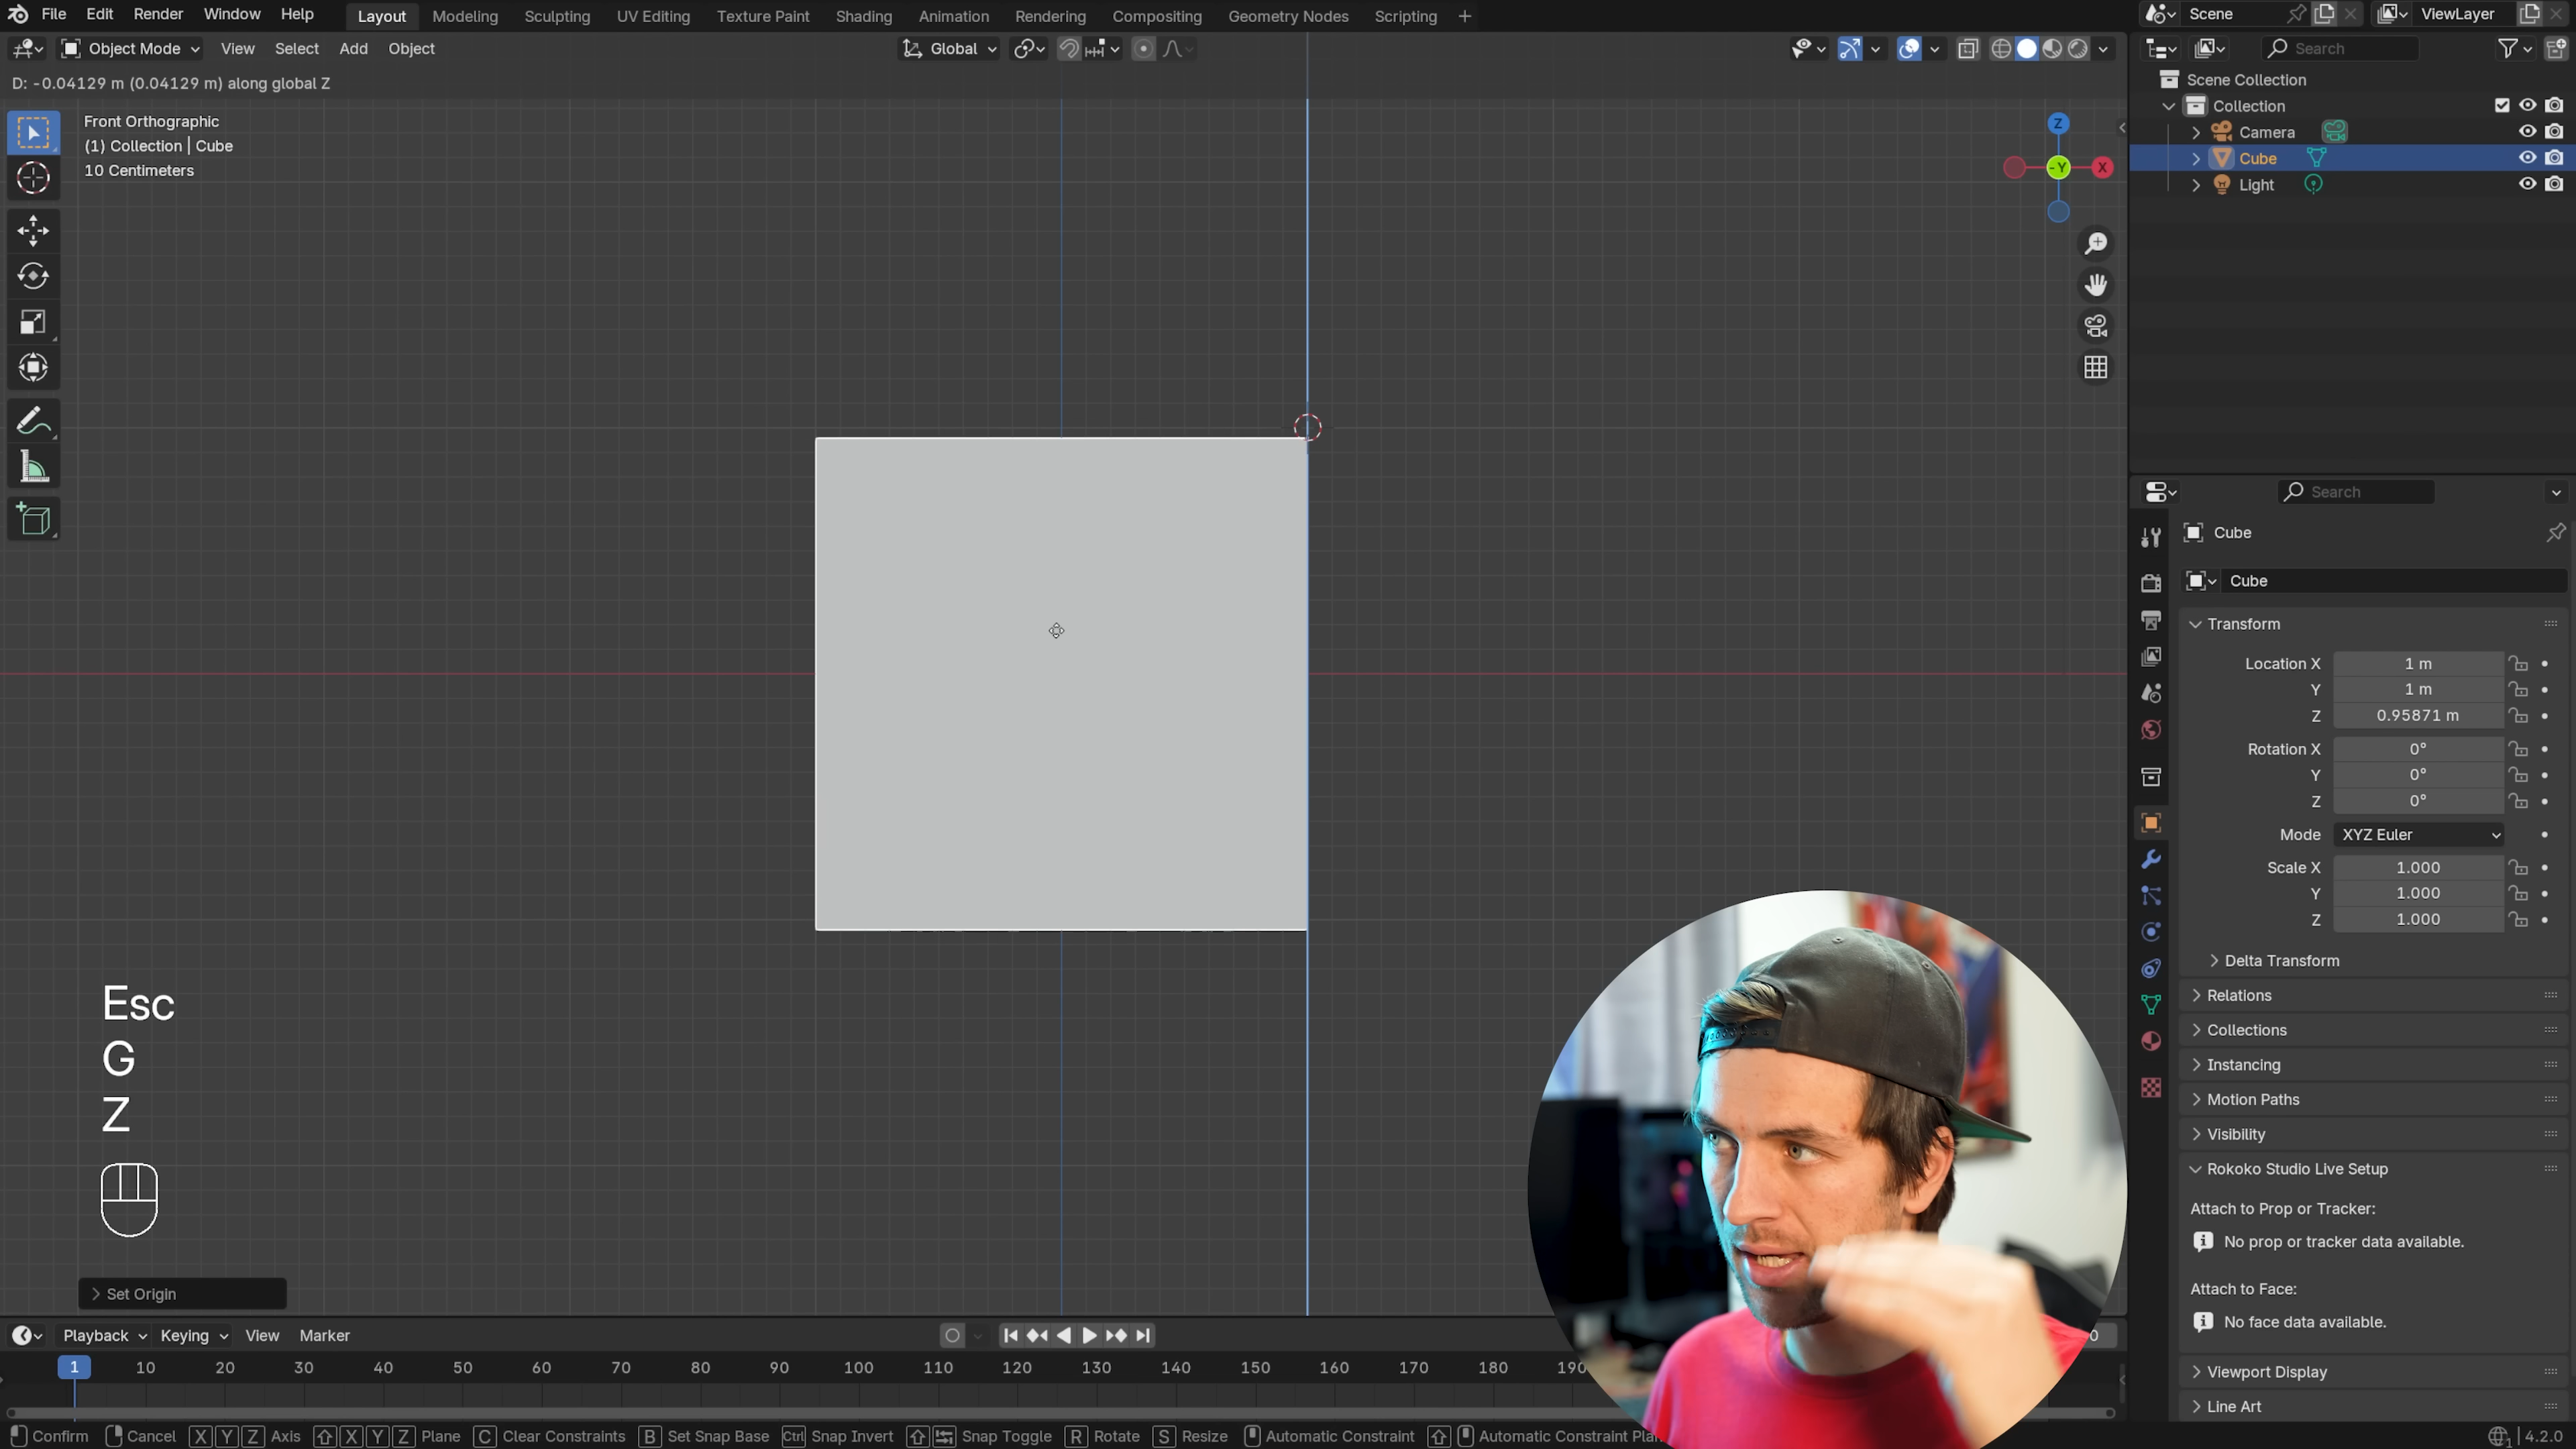 File Edit Render Window Help Layout Modeling Sculpting UV Editing Texture Paint Shading Animation Rendering Compositing Geometry Nodes Scripting + Scene ViewLayer
Object Mode View Select Add Object Global Search
D: -0.04129 m (0.04129 m) along global Z
Front Orthographic
(1) Collection | Cube
10 Centimeters
Z
-Y
X
Scene Collection
Collection
Camera
Cube
Light
Search
Cube
Cube
Transform
Location X 1 m
Y 1 m
Z 0.95871 m
Rotation X 0°
Y 0°
Z 0°
Mode XYZ Euler
Scale X 1.000
Y 1.000
Z 1.000
Delta Transform
Relations
Collections
Instancing
Motion Paths
Visibility
Rokoko Studio Live Setup
Attach to Prop or Tracker:
No prop or tracker data available.
Attach to Face:
No face data available.
Viewport Display
Line Art
Esc
G
Z
Set Origin
Playback Keying View Marker
1 10 20 30 40 50 60 70 80 90 100 110 120 130 140 150 160 170 180 190
Confirm Cancel X Y Z Axis X Y Z Plane C Clear Constraints B Set Snap Base Ctrl Snap Invert Snap Toggle R Rotate S Resize Automatic Constraint Automatic Constraint 4.2.0